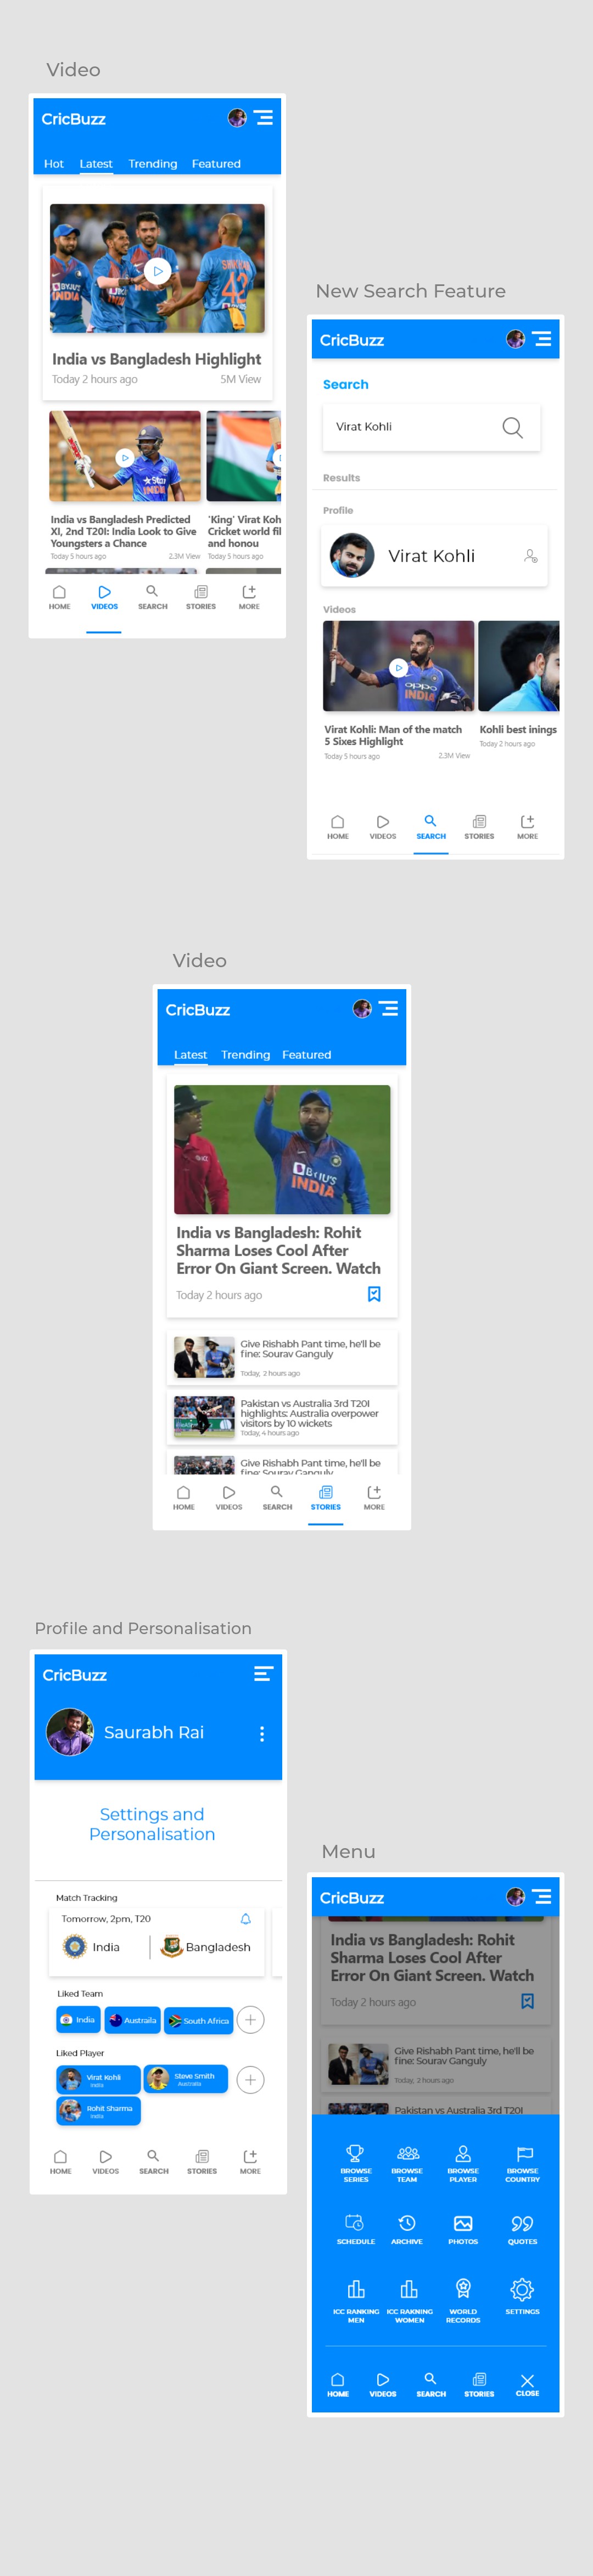 Video
CricBuzz
Hot Latest Trending Featured
India vs Bangladesh Highlight
Today 2 hours ago 5M View
India vs Bangladesh Predicted
XI, 2nd T20I: India Look to Give
Youngsters a Chance
Today 5 hours ago 2,3M View
'King' Virat Koh
Cricket world fil
and honou
Today 5 hours ago
HOME VIDEOS SEARCH STORIES MORE
New Search Feature
CricBuzz
Search
Virat Kohli
Results
Profile
Virat Kohli
Videos
OPPO
INDIA
Virat Kohli: Man of the match
5 Sixes Highlight
Today 5 hours ago 2,3M View
Kohli best inings
Today 2 hours ago
HOME VIDEOS SEARCH STORIES MORE
Video
CricBuzz
Latest Trending Featured
BYJU'S
INDIA
India vs Bangladesh: Rohit
Sharma Loses Cool After
Error On Giant Screen. Watch
Today 2 hours ago
Give Rishabh Pant time, he'll be
fine: Sourav Ganguly
Today, 2 hours ago
Pakistan vs Australia 3rd T20I
highlights: Australia overpower
visitors by 10 wickets
Today, 4 hours ago
Give Rishabh Pant time, he'll be
fine: Sourav Ganguly
HOME VIDEOS SEARCH STORIES MORE
Profile and Personalisation
CricBuzz
Saurabh Rai
Settings and
Personalisation
Match Tracking
Tomorrow, 2pm, T20
India Bangladesh
Liked Team
India Austraila South Africa
Liked Player
Virat Kohli
India
Steve Smith
Australia
Rohit Sharma
India
HOME VIDEOS SEARCH STORIES MORE
Menu
CricBuzz
India vs Bangladesh: Rohit
Sharma Loses Cool After
Error On Giant Screen. Watch
Today 2 hours ago
Give Rishabh Pant time, he'll be
fine: Sourav Ganguly
Today, 2 hours ago
Pakistan vs Australia 3rd T20I
BROWSE SERIES
BROWSE TEAM
BROWSE PLAYER
BROWSE COUNTRY
SCHEDULE ARCHIVE PHOTOS QUOTES
ICC RANKING MEN
ICC RAKNING WOMEN
WORLD RECORDS
SETTINGS
HOME VIDEOS SEARCH STORIES CLOSE